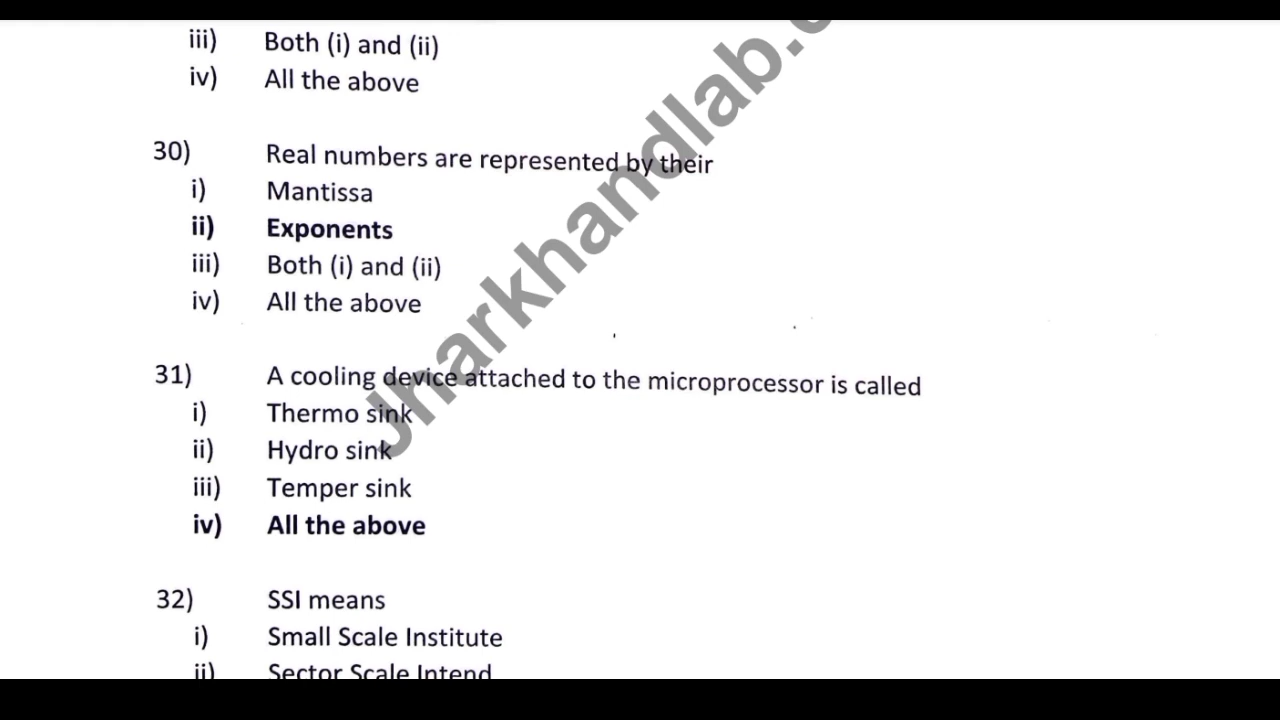 iii) Both (i) and (ii)
iv) All the above
30) Real numbers are represented by their
i) Mantissa
ii) Exponents
iii) Both (i) and (ii)
iv) All the above
31) A cooling device attached to the microprocessor is called
i) Thermo sink
ii) Hydro sink
iii) Temper sink
iv) All the above
32) SSI means
i) Small Scale Institute
ii) Sector Scale Intend
Jharkhandlab.